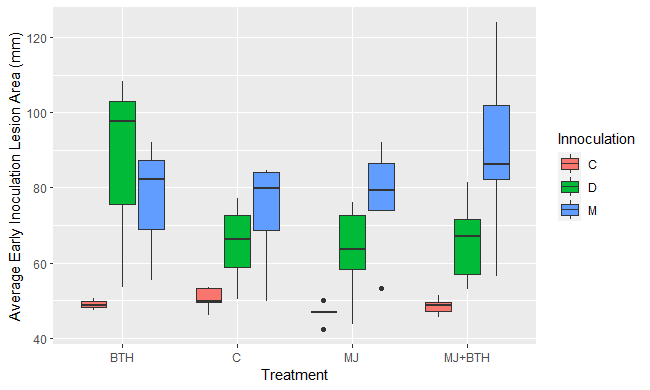 Average Early Inoculation Lesion Area (mm)
120
100
80
60
40
BTH
C
MJ
MJ+BTH
Treatment
Innoculation
C
D
M